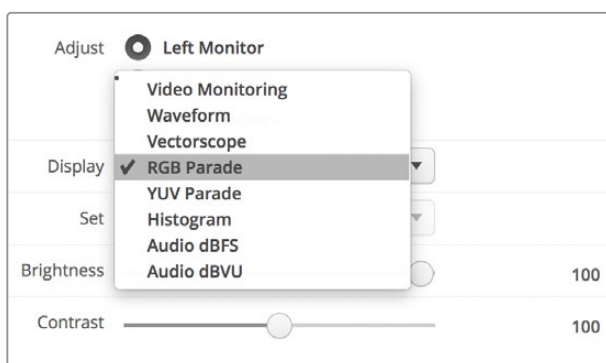 Adjust Left Monitor
Video Monitoring
Waveform
Vectorscope
Display ✓ RGB Parade
YUV Parade
Set Histogram
Audio dBFS
Brightness Audio dBVU 100
Contrast 100